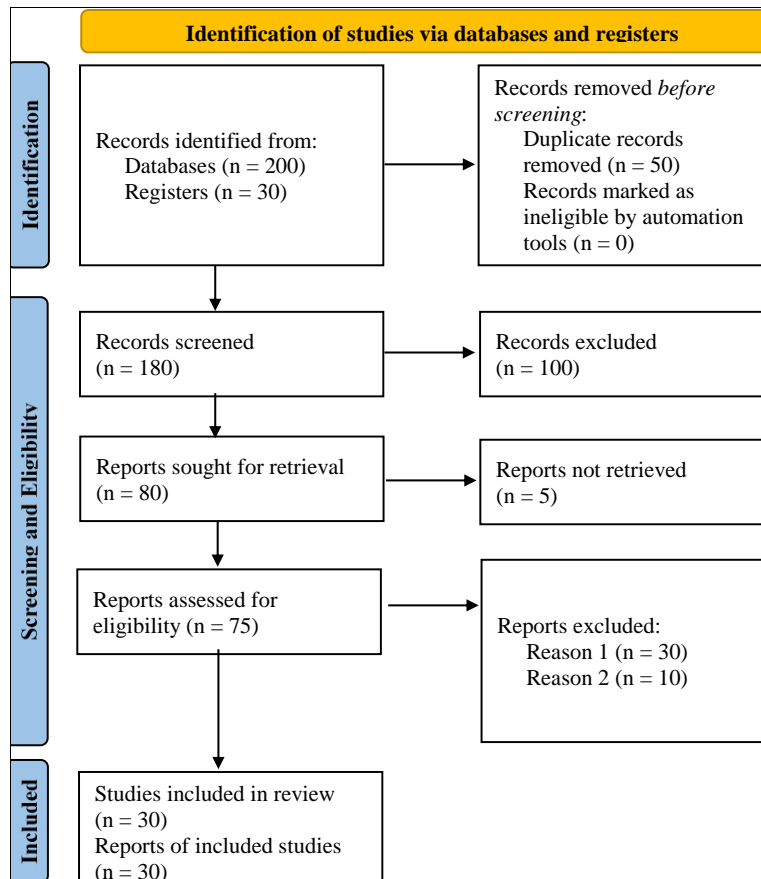 Identification of studies via databases and registers
Identification
Records identified from:
Databases (n = 200)
Registers (n = 30)
Records removed before
screening:
Duplicate records
removed (n = 50)
Records marked as
ineligible by automation
tools (n = 0)
Screening and Eligibility
Records screened
(n = 180)
Records excluded
(n = 100)
Reports sought for retrieval
(n = 80)
Reports not retrieved
(n = 5)
Reports assessed for
eligibility (n = 75)
Reports excluded:
Reason 1 (n = 30)
Reason 2 (n = 10)
Included
Studies included in review
(n = 30)
Reports of included studies
(n = 30)